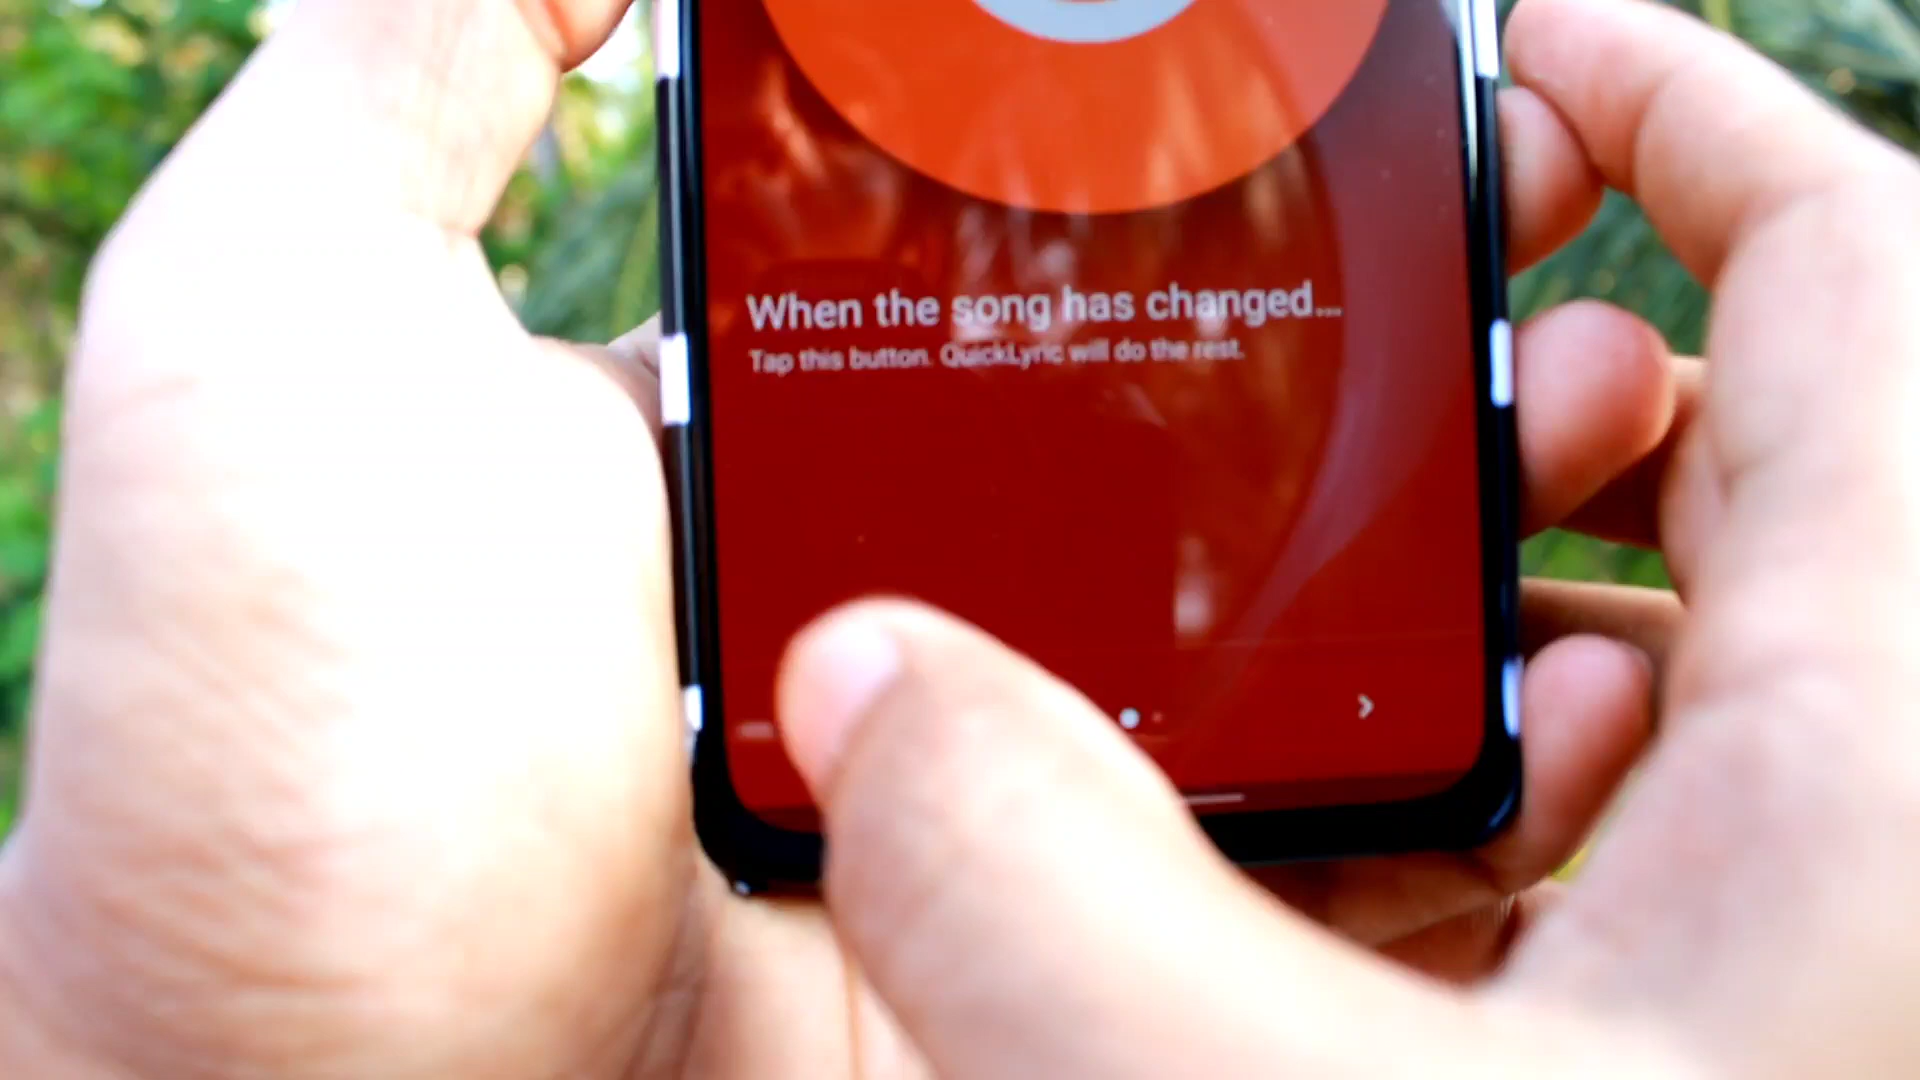 When the song has changed...
Tap this button. QuickLyric will do the rest.